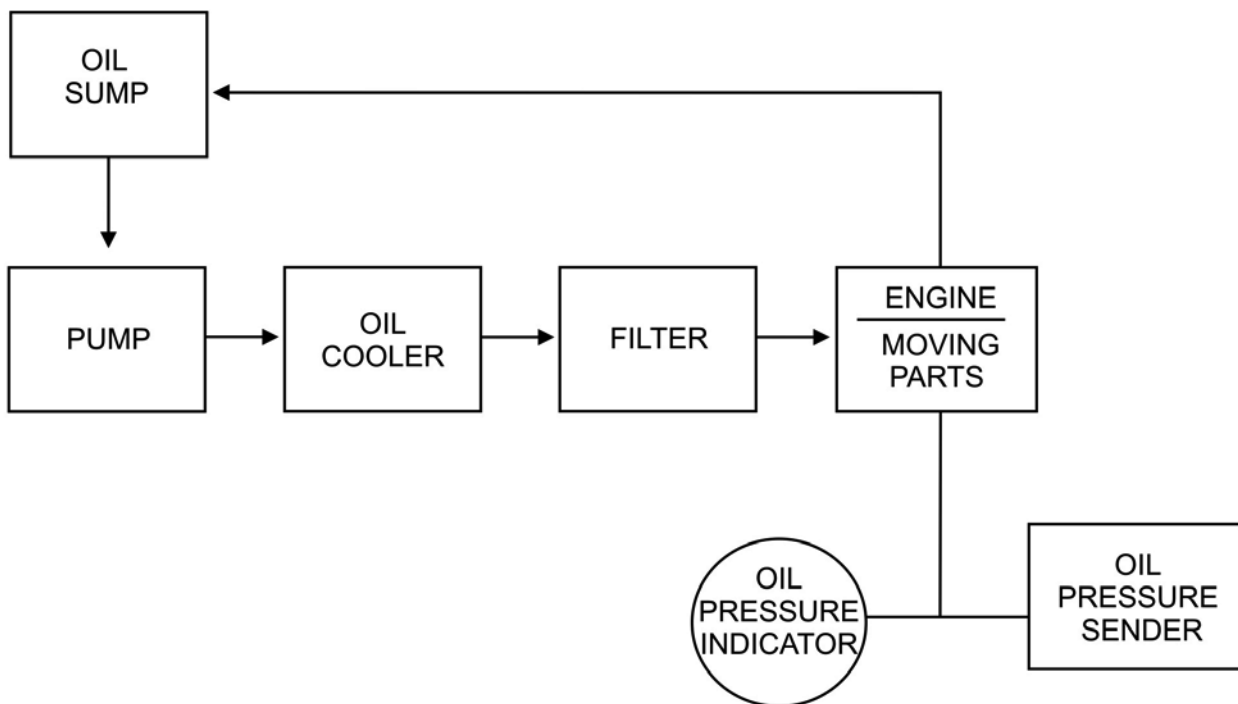 OIL
SUMP
PUMP
OIL
COOLER
FILTER
ENGINE
MOVING
PARTS
OIL
PRESSURE
INDICATOR
OIL
PRESSURE
SENDER